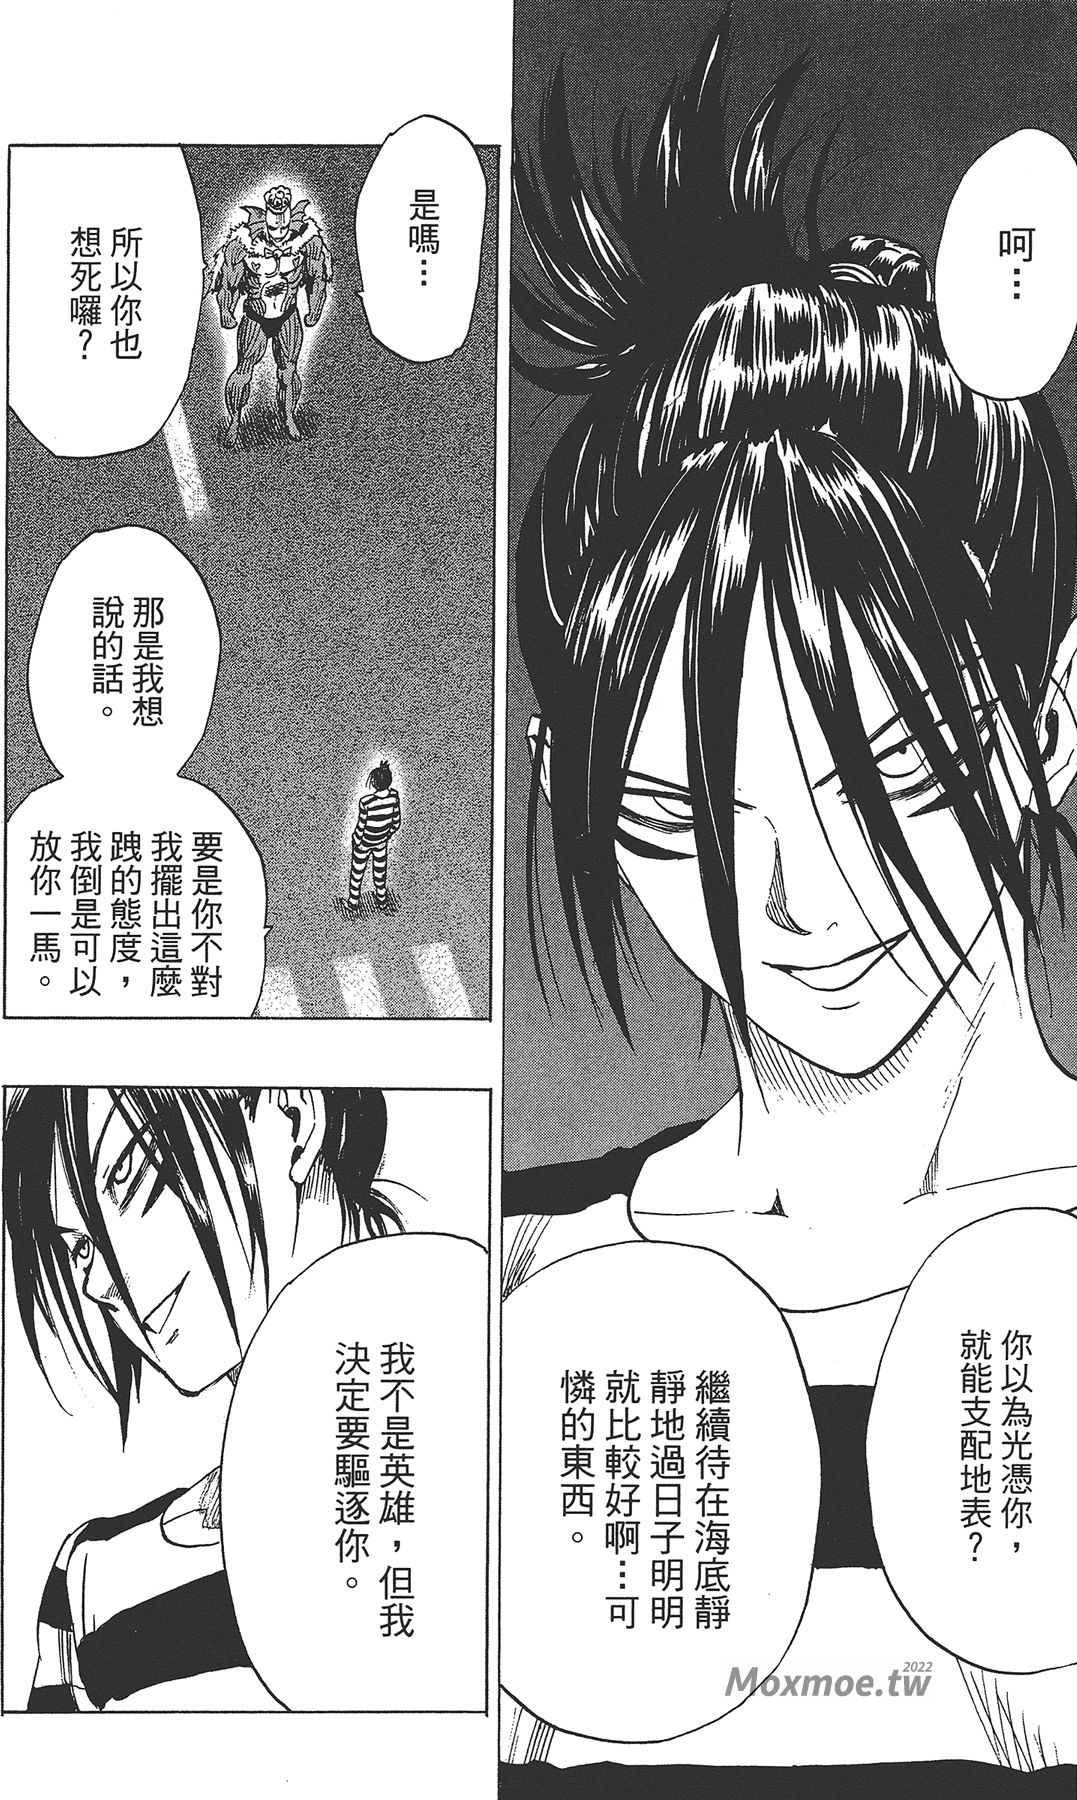 呵…
你以為光憑你，
就能支配地表？
繼續待在海底靜
靜地過日子明明
就比較好啊…可
憐的東西。
是嗎…
所以你也
想死囉？
那是我想
說的話。
要是你不對
我擺出這麼
跩的態度，
我倒是可以
放你一馬。
我不是英雄，但我
決定要驅逐你。
Moxmoe.tw
2022